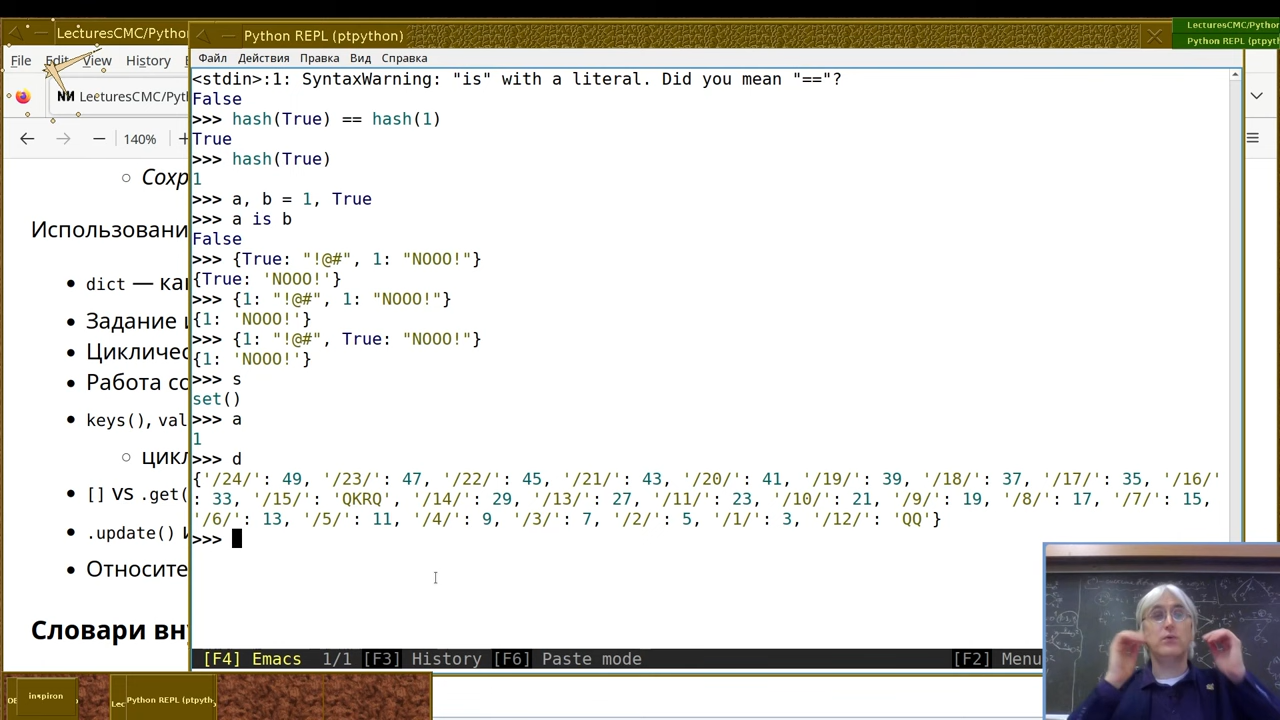 LecturesCMC/Python
Python REPL (ptpython)
LecturesCMC/Pytho
Python REPL (ptpyth
File Edit View History
Файл Действия Правка Вид Справка
LecturesCMC/Pyth
140%
<stdin>:1: SyntaxWarning: "is" with a literal. Did you mean "=="?
False
>>> hash(True) == hash(1)
True
>>> hash(True)
1
>>> a, b = 1, True
>>> a is b
False
>>> {True: "!@#", 1: "NOOO!"}
{True: 'NOOO!'}
>>> {1: "!@#", 1: "NOOO!"}
{1: 'NOOO!'}
>>> {1: "!@#", True: "NOOO!"}
{1: 'NOOO!'}
>>> s
set()
>>> a
1
>>> d
{'/24/': 49, '/23/': 47, '/22/': 45, '/21/': 43, '/20/': 41, '/19/': 39, '/18/': 37, '/17/': 35, '/16/'
: 33, '/15/': 'QKRQ', '/14/': 29, '/13/': 27, '/11/': 23, '/10/': 21, '/9/': 19, '/8/': 17, '/7/': 15,
'/6/': 13, '/5/': 11, '/4/': 9, '/3/': 7, '/2/': 5, '/1/': 3, '/12/': 'QQ'}
>>>
[F4] Emacs 1/1 [F3] History [F6] Paste mode [F2] Menu
Сохр
Использовани
dict — ка
Задание и
Цикличес
Работа со
keys(), val
цикл
[] vs .get(
.update() и
Относите
Словари вн
inspiron
Lec
Python REPL (ptpyth